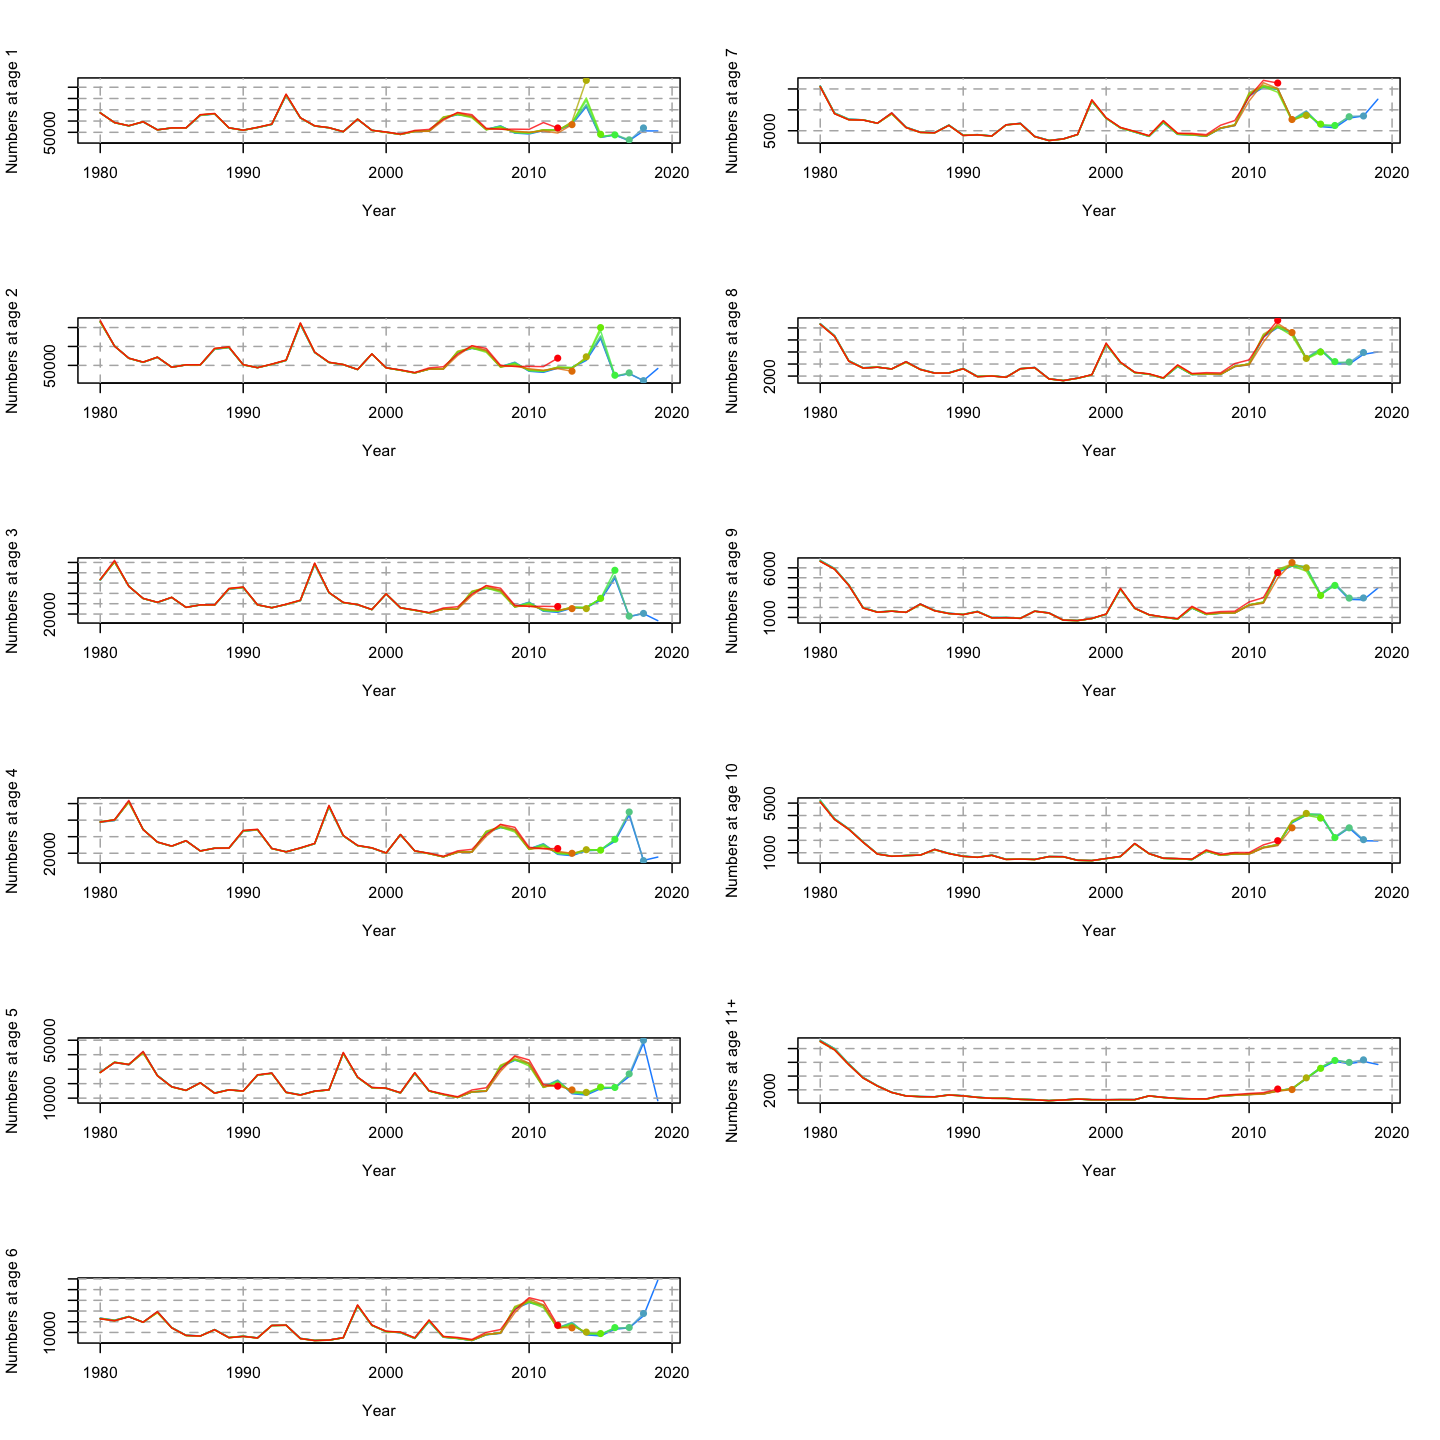 Numbers at age 1
50000
1980 1990 2000 2010 2020
Year
Numbers at age 2
50000
1980 1990 2000 2010 2020
Year
Numbers at age 3
20000
1980 1990 2000 2010 2020
Year
Numbers at age 4
20000
1980 1990 2000 2010 2020
Year
Numbers at age 5
10000 50000
1980 1990 2000 2010 2020
Year
Numbers at age 6
10000
1980 1990 2000 2010 2020
Year
Numbers at age 7
5000
1980 1990 2000 2010 2020
Year
Numbers at age 8
2000
1980 1990 2000 2010 2020
Year
Numbers at age 9
1000 6000
1980 1990 2000 2010 2020
Year
Numbers at age 10
1000 5000
1980 1990 2000 2010 2020
Year
Numbers at age 11+
2000
1980 1990 2000 2010 2020
Year